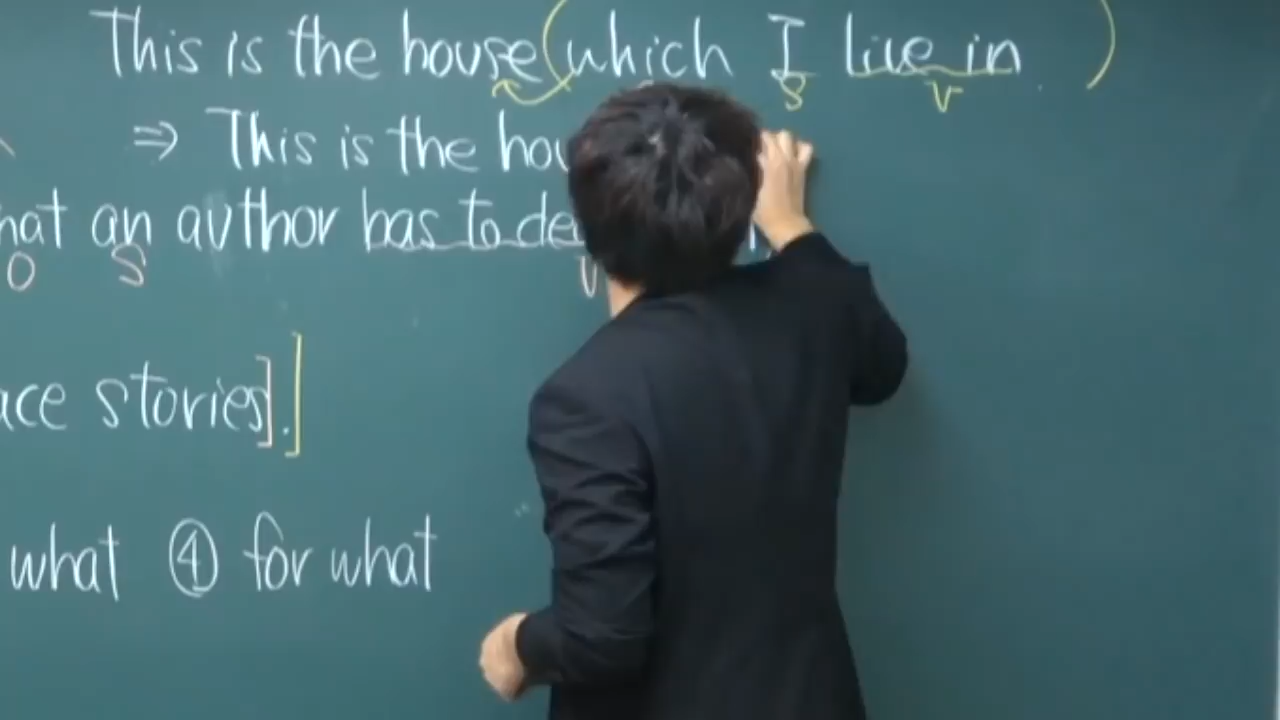 This is the house (which I live in. )
S V
⇒ This is the hou
hat an author has to de
O S V
ace stories].]
what ④ for what